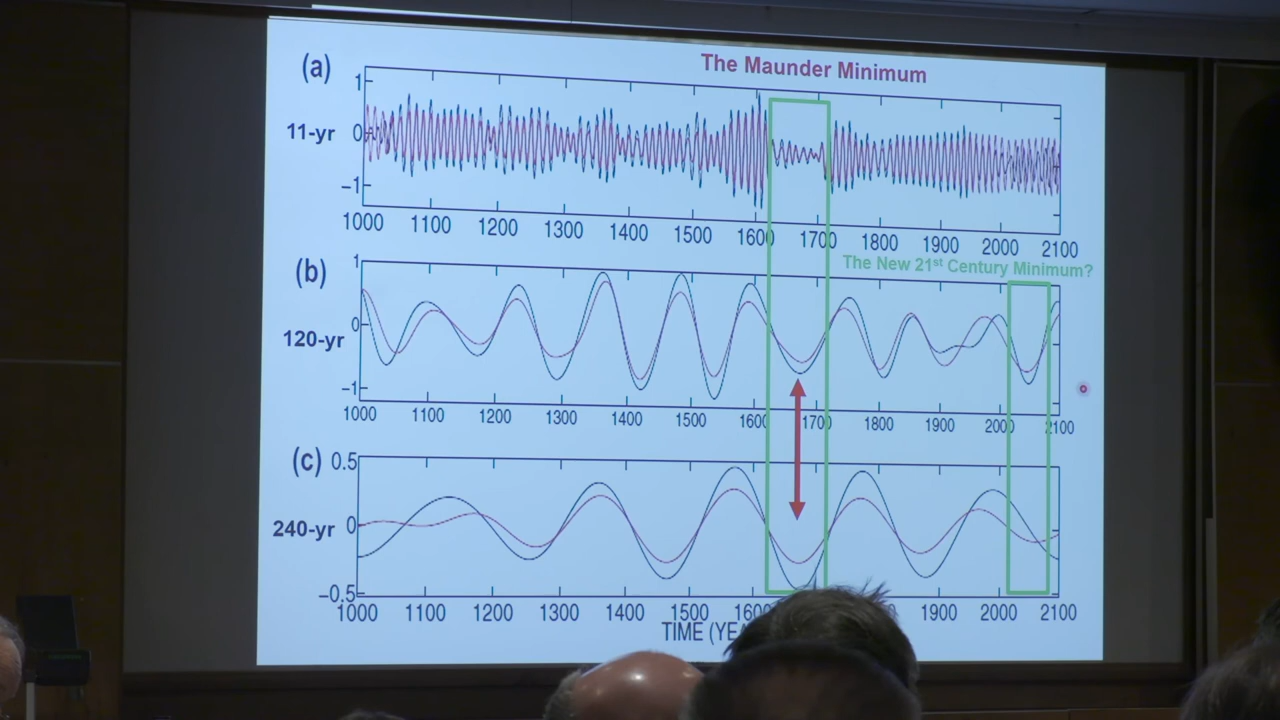 The Maunder Minimum
(a)
1
11-yr
0
−1
1000 1100 1200 1300 1400 1500 1600 1700 1800 1900 2000 2100
The New 21st Century Minimum?
(b)
1
0
120-yr
−1
1000 1100 1200 1300 1400 1500 1600 1700 1800 1900 2000 2100
(c)
0.5
240-yr
0
−0.5
1000 1100 1200 1300 1400 1500 1900 2000 2100
TIME